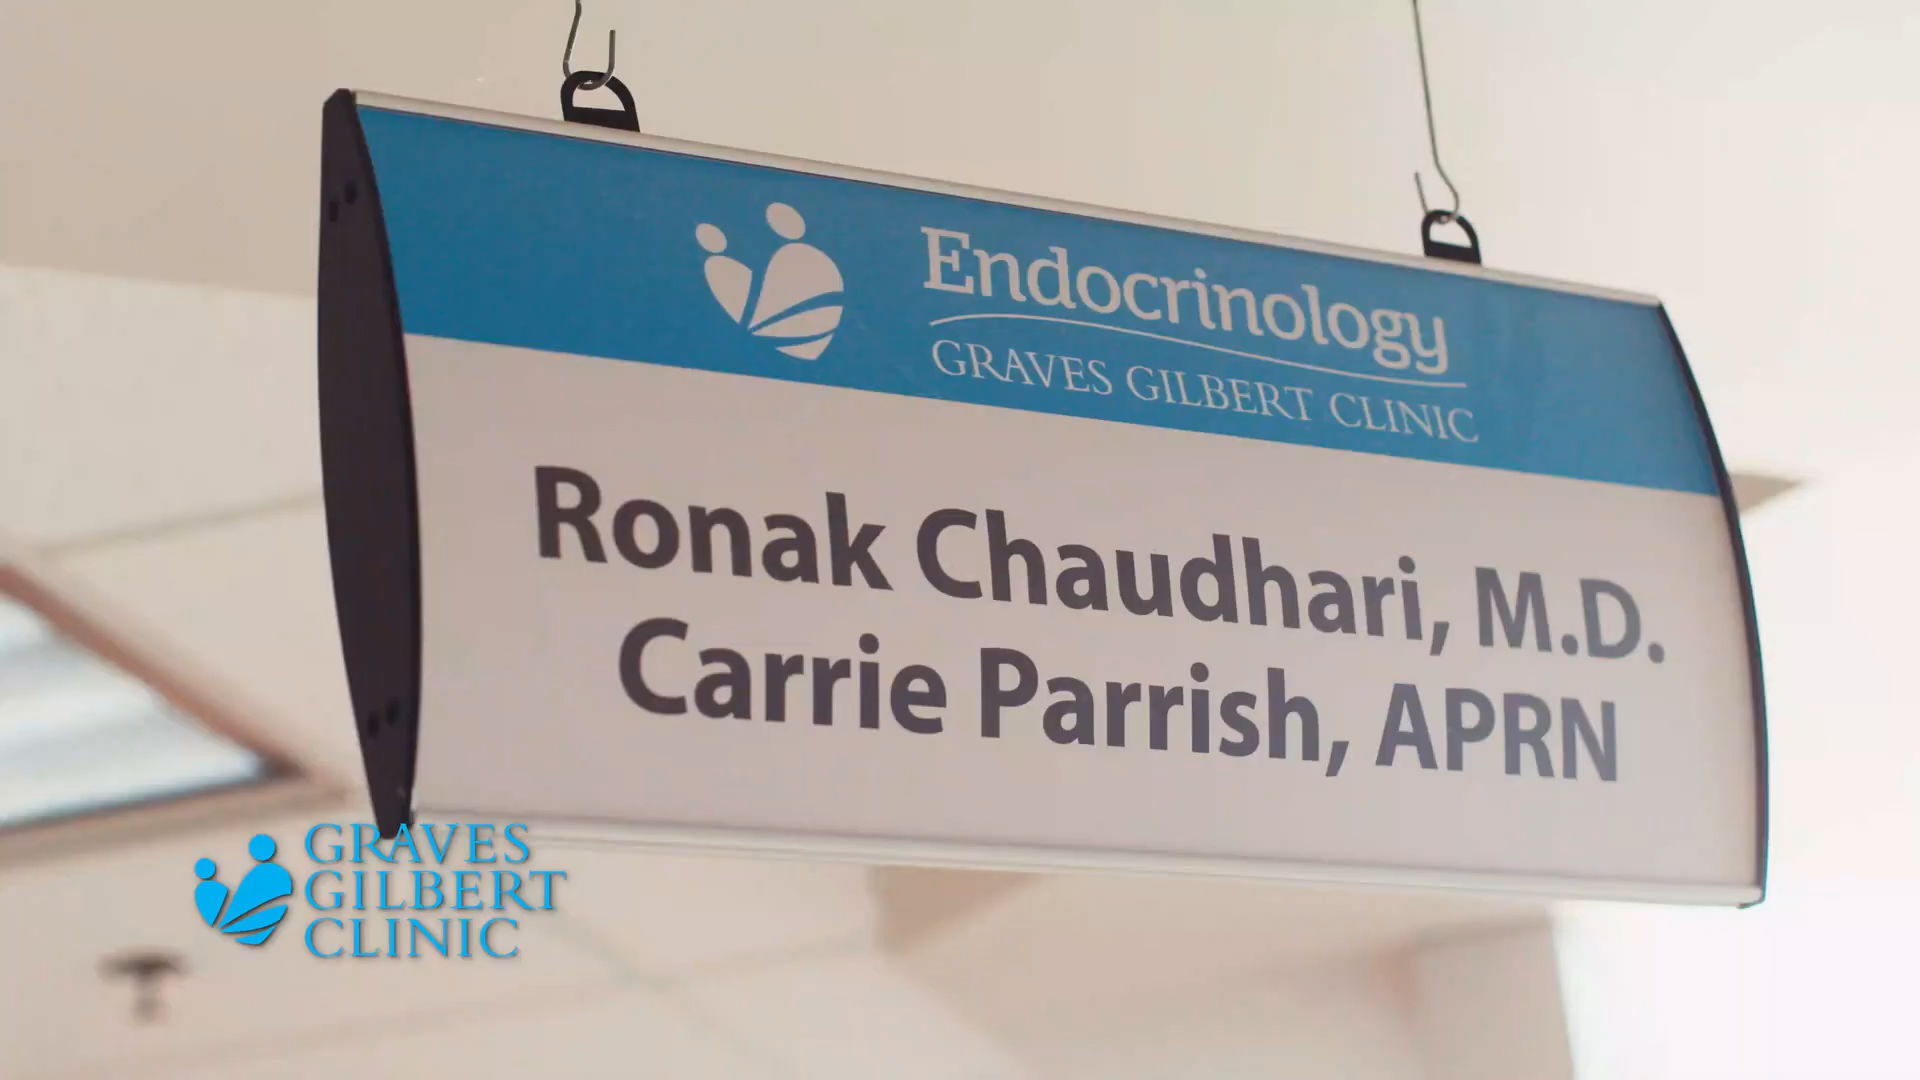 Endocrinology
GRAVES GILBERT CLINIC
Ronak Chaudhari, M.D.
Carrie Parrish, APRN
GRAVES
GILBERT
CLINIC